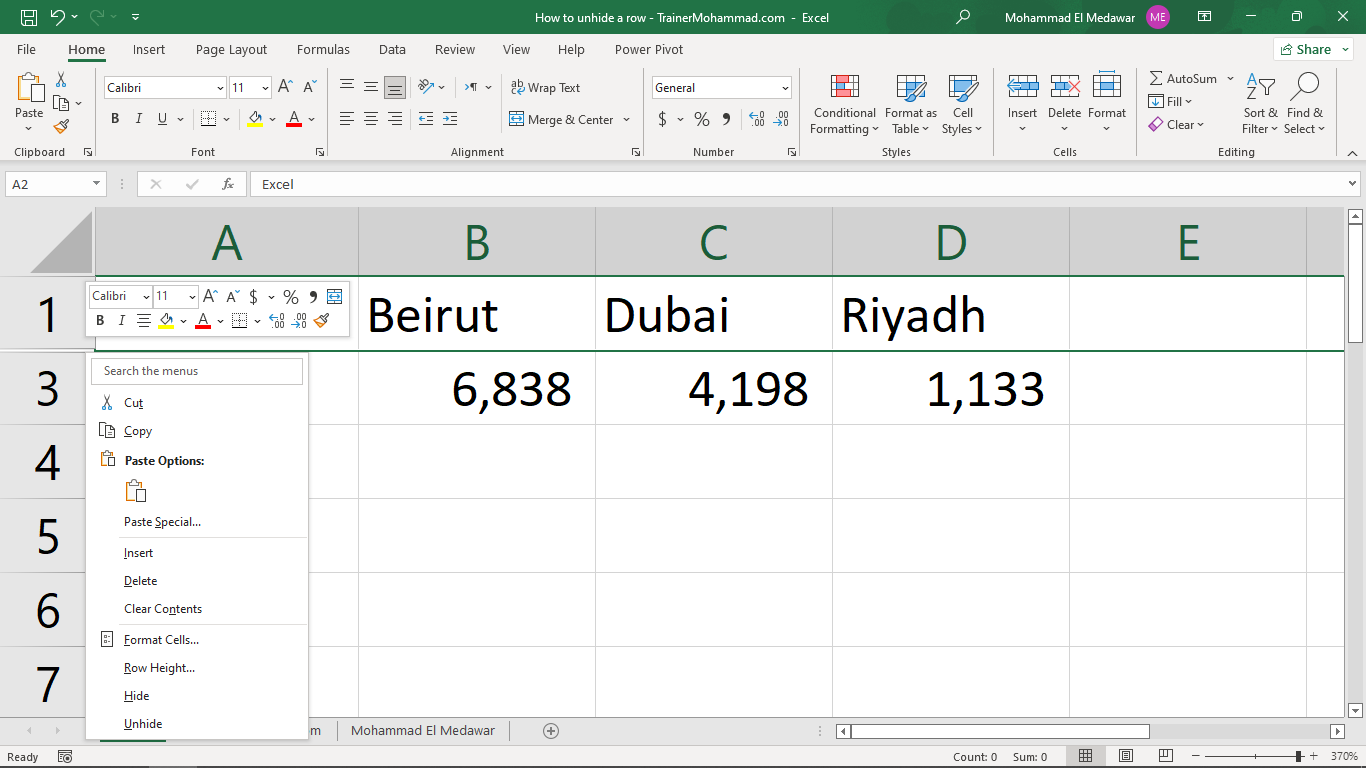 How to unhide a row - TrainerMohammad.com - Excel
Mohammad El Medawar ME
File Home Insert Page Layout Formulas Data Review View Help Power Pivot Share
Paste
Calibri 11 A A
B I U A
Wrap Text
Merge & Center
General
$ % 9 .00 .00
Conditional Formatting
Format as Table
Cell Styles
Insert Delete Format
AutoSum
Fill
Clear
Sort & Filter
Find & Select
Clipboard Font Alignment Number Styles Cells Editing
A2 fx Excel
A B C D E
Calibri 11 A A $ % 9
B I A .00 .00
1 Beirut Dubai Riyadh
3 6,838 4,198 1,133
4
5
6
7
Search the menus
Cut
Copy
Paste Options:
Paste Special...
Insert
Delete
Clear Contents
Format Cells...
Row Height...
Hide
Unhide
m Mohammad El Medawar
Ready Count: 0 Sum: 0 370%